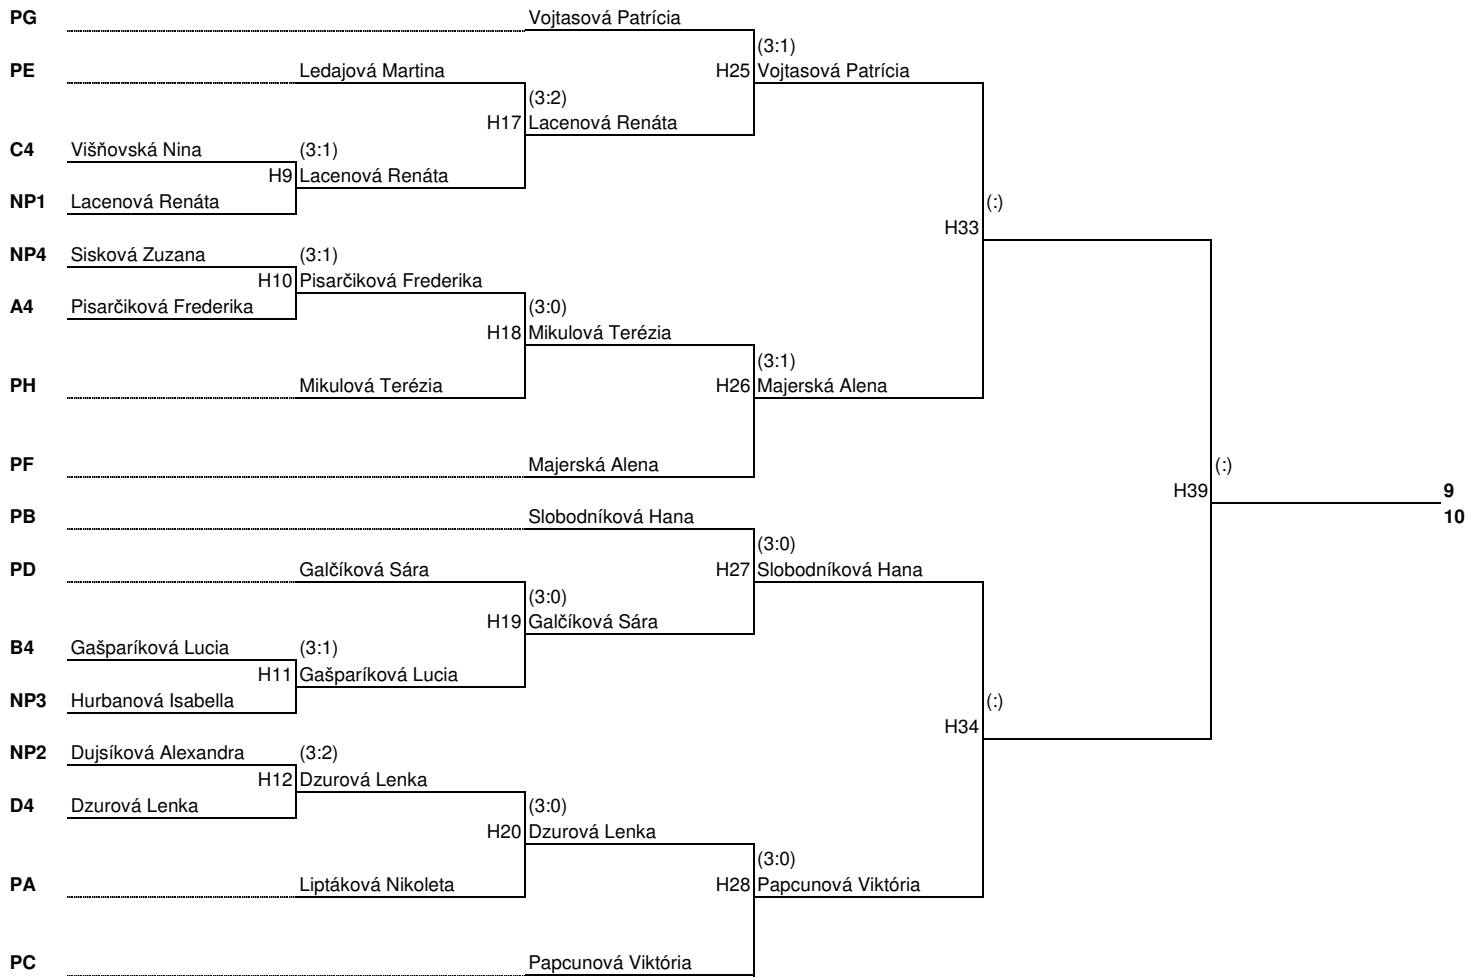 PG Vojtasová Patrícia
(3:1)
PE Ledajová Martina H25 Vojtasová Patrícia
(3:2)
H17 Lacenová Renáta
C4 Višňovská Nina (3:1)
H9 Lacenová Renáta
NP1 Lacenová Renáta (:)
H33
NP4 Sisková Zuzana (3:1)
H10 Pisarčiková Frederika
A4 Pisarčiková Frederika (3:0)
H18 Mikulová Terézia
(3:1)
PH Mikulová Terézia H26 Majerská Alena
PF Majerská Alena (:)
H39 9
PB Slobodníková Hana 10
(3:0)
PD Galčíková Sára H27 Slobodníková Hana
(3:0)
H19 Galčíková Sára
B4 Gašparíková Lucia (3:1)
H11 Gašparíková Lucia
NP3 Hurbanová Isabella (:)
H34
NP2 Dujsíková Alexandra (3:2)
H12 Dzurová Lenka
D4 Dzurová Lenka (3:0)
H20 Dzurová Lenka
(3:0)
PA Liptáková Nikoleta H28 Papcunová Viktória
PC Papcunová Viktória